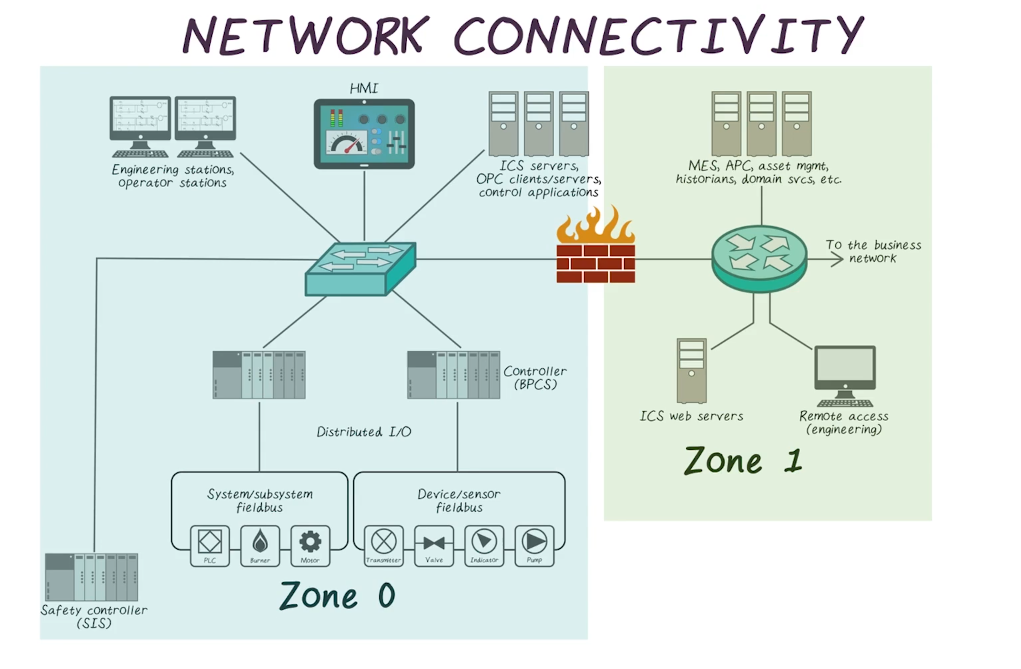 NETWORK CONNECTIVITY
HMI
Engineering stations,
operator stations
ICS servers,
OPC clients/servers,
control applications
MES, APC, asset mgmt,
historians, domain svcs, etc.
To the business
network
Controller
(BPCS)
Distributed I/O
ICS web servers
Remote access
(engineering)
Zone 1
System/subsystem
fieldbus
Device/sensor
fieldbus
PLC
Burner
Motor
Transmeter
Valve
Indicator
Pump
Zone 0
Safety controller
(SIS)